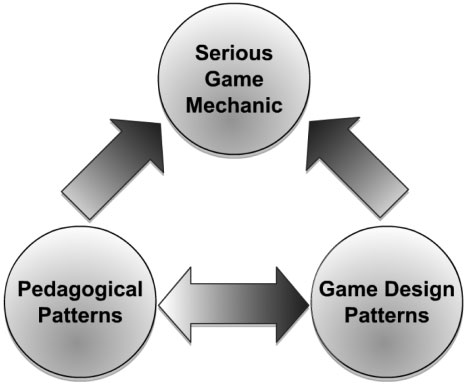 Serious
Game
Mechanic
Pedagogical
Patterns
Game Design
Patterns